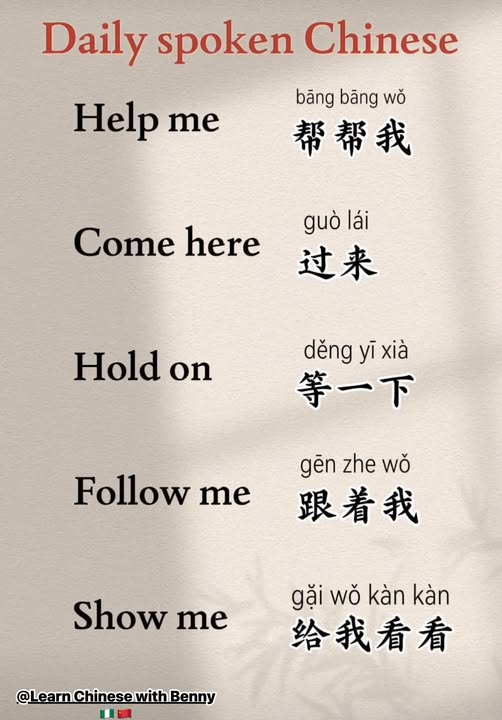 Daily spoken Chinese
bāng bāng wǒ
Help me 帮帮我
guò lái
Come here 过来
děng yī xià
Hold on 等一下
gēn zhe wǒ
Follow me 跟着我
gặi wǒ kàn kàn
Show me 给我看看
@Learn Chinese with Benny
🇳🇬🇨🇳